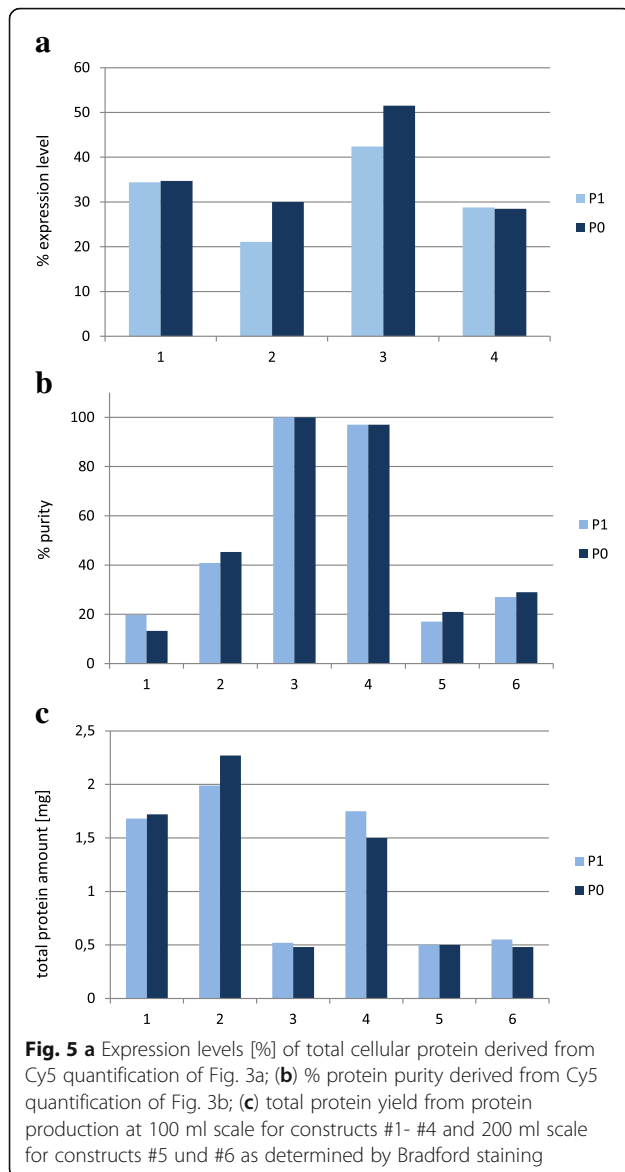 a
60
50
40
30
20
10
0
% expression level
1 2 3 4
P1
P0
b
100
80
60
40
20
0
% purity
1 2 3 4 5 6
P1
P0
c
2,5
2
1,5
1
0,5
0
total protein amount [mg]
1 2 3 4 5 6
P1
P0
Fig. 5 a Expression levels [%] of total cellular protein derived from
Cy5 quantification of Fig. 3a; (b) % protein purity derived from Cy5
quantification of Fig. 3b; (c) total protein yield from protein
production at 100 ml scale for constructs #1- #4 and 200 ml scale
for constructs #5 und #6 as determined by Bradford staining